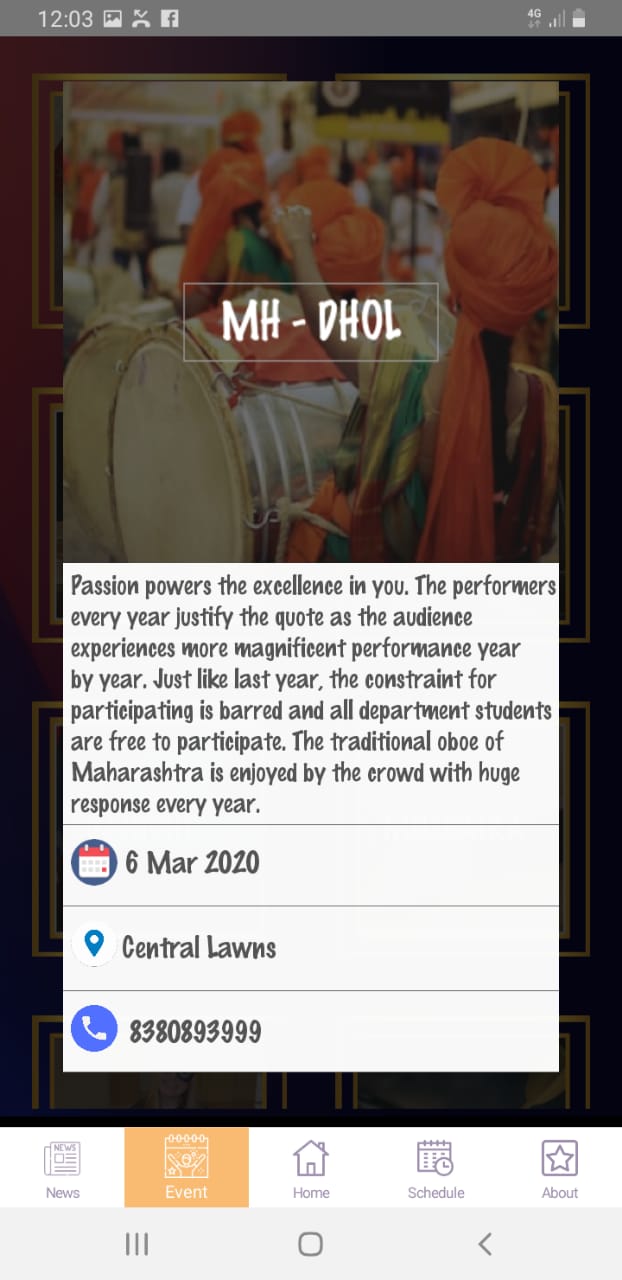 12:03
4G
MH - DHOL
Passion powers the excellence in you. The performers
every year justify the quote as the audience
experiences more magnificent performance year
by year. Just like last year, the constraint for
participating is barred and all department students
are free to participate. The traditional oboe of
Maharashtra is enjoyed by the crowd with huge
response every year.
6 Mar 2020
Central Lawns
8380893999
NEWS
News
Event
Home
Schedule
About